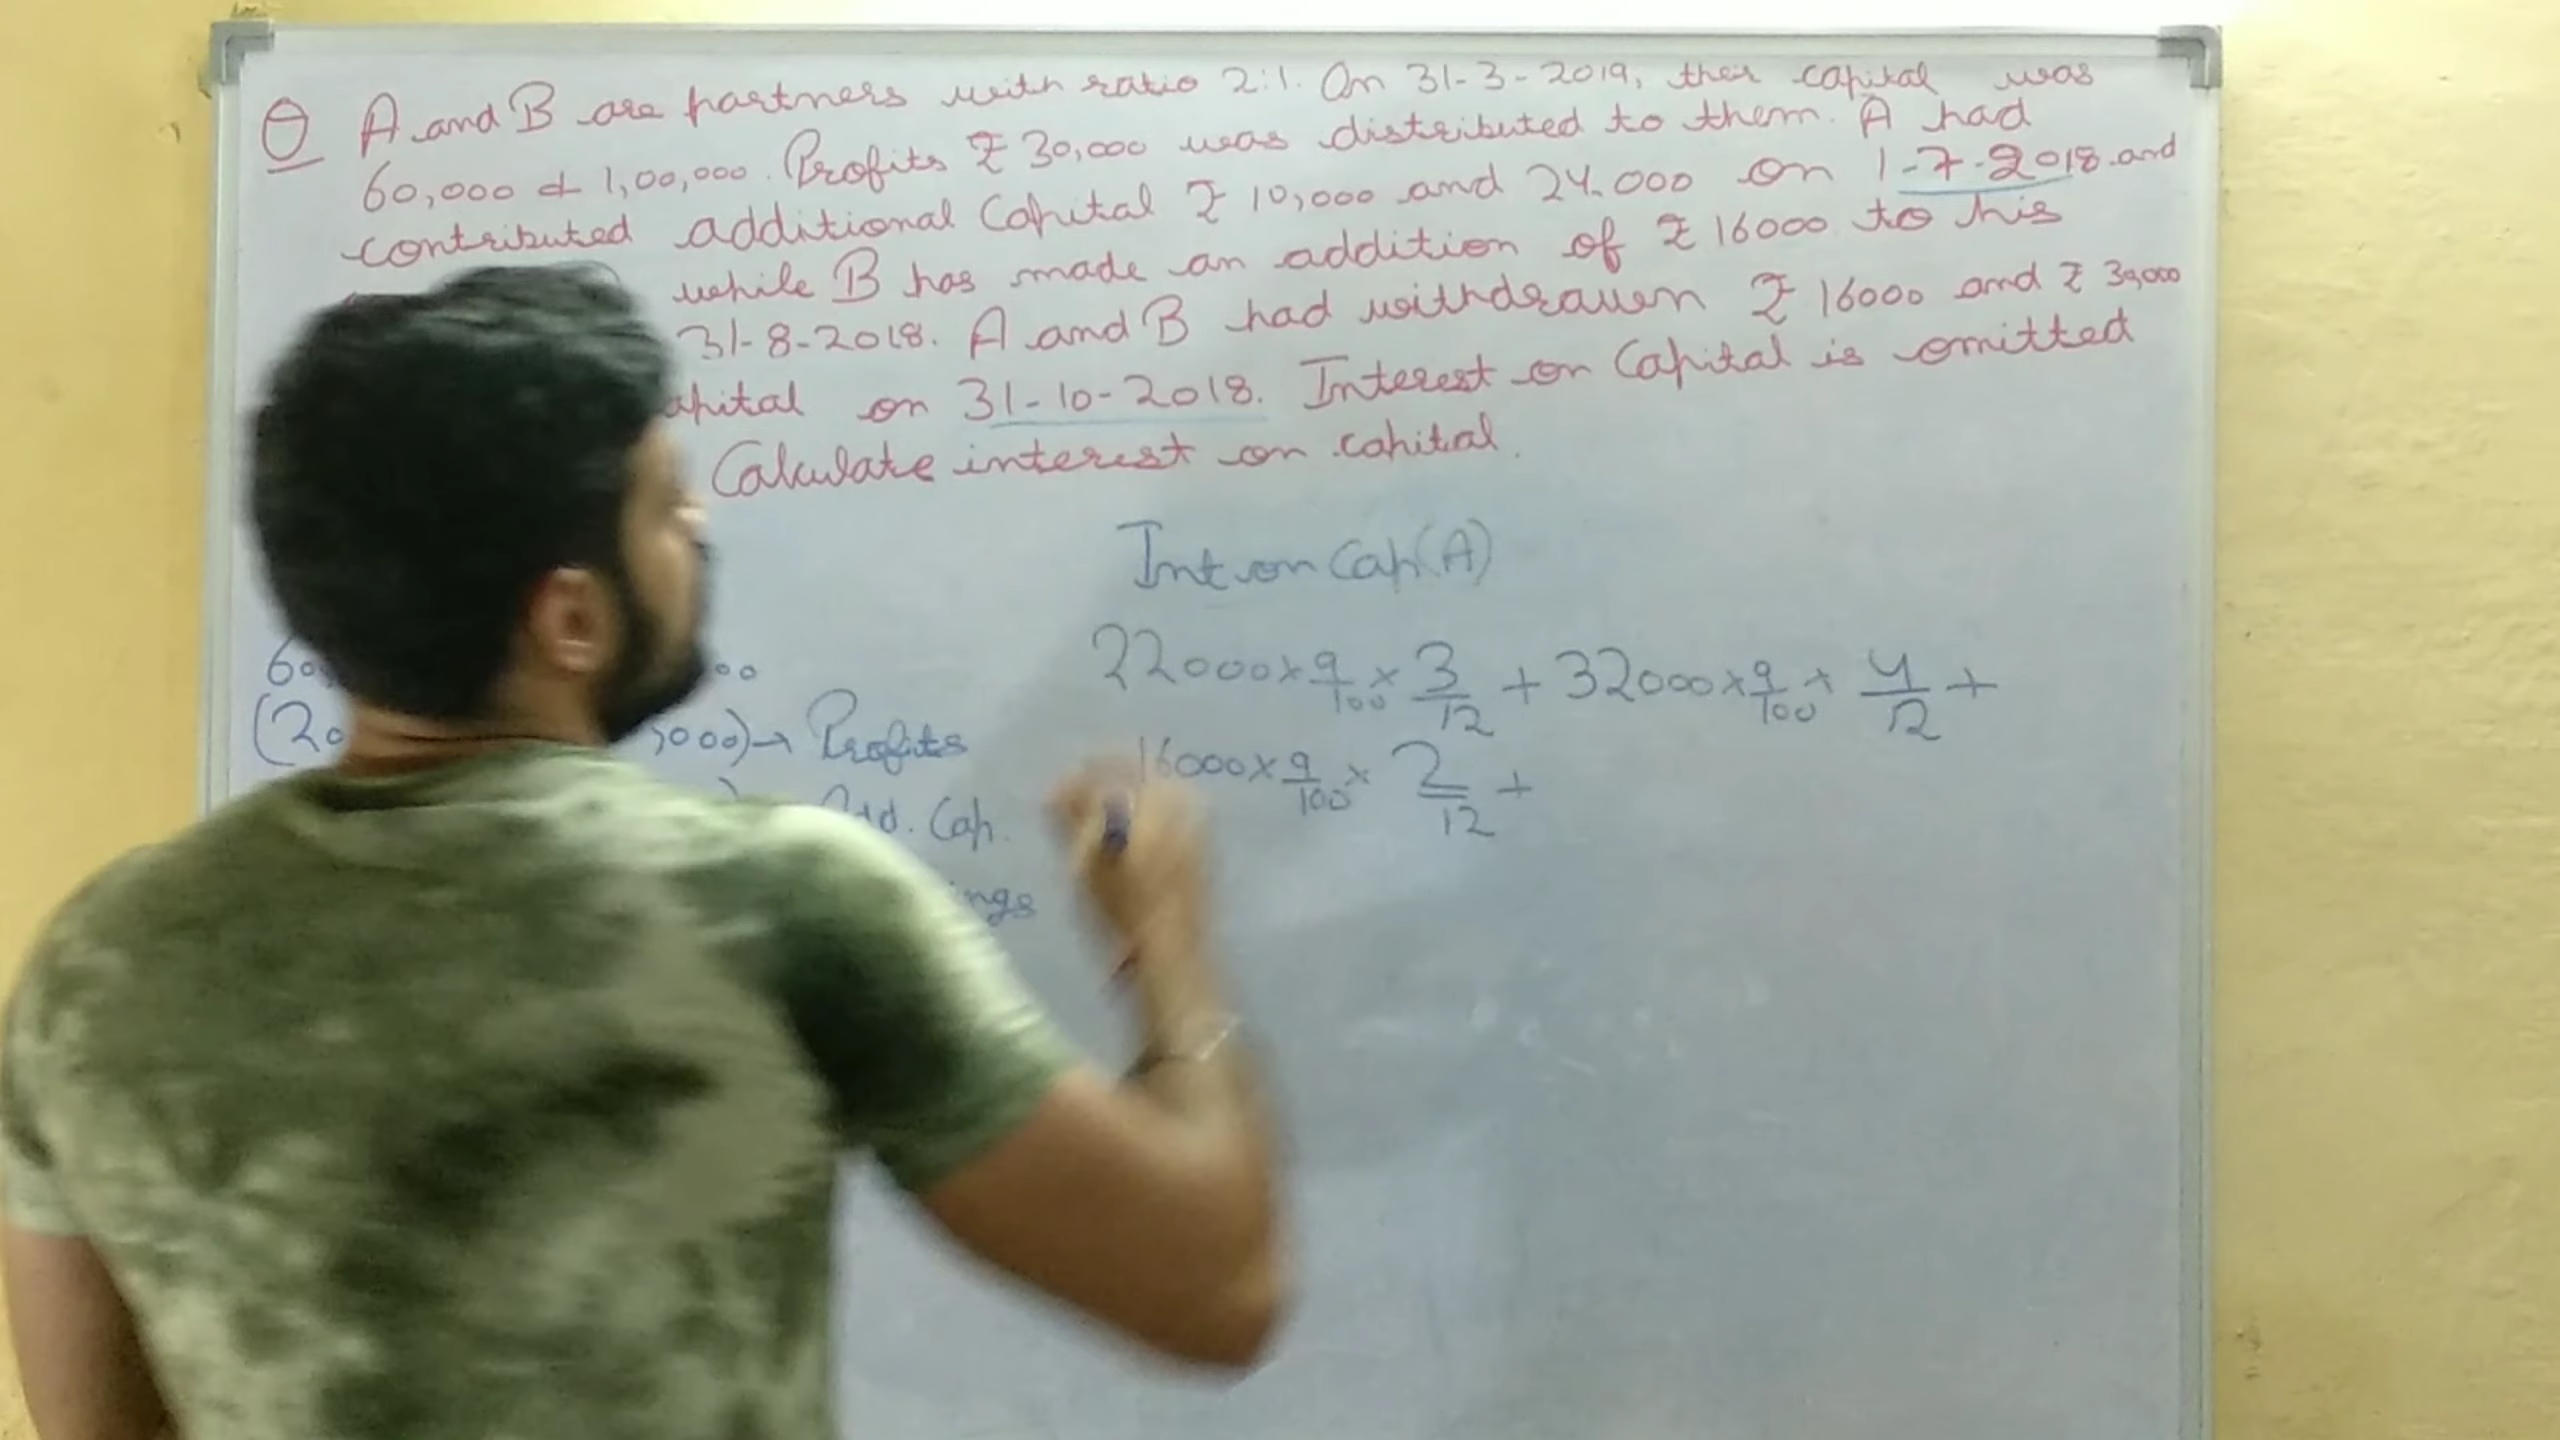 Q A and B are partners with ratio 2:1. On 31-3-2019, their capital was
60,000 & 1,00,000. Profits ₹ 30,000 was distributed to them. A had
contributed additional Capital ₹ 10,000 and 24.000 on 1-7-2018 and
while B has made an addition of ₹ 16000 to his
31-8-2018. A and B had withdrawn ₹ 16000 and ₹
apital on 31-10-2018. Interest on Capital is omitted
Calculate interest on capital.
Int on Cap(A)
22000 x 9/100 x 3/12 + 32000 x 9/100 x 4/12 +
16000 x 9/100 x 2/12 +
60
00
(20
,000) → Profits
dd. Cap.
ngs